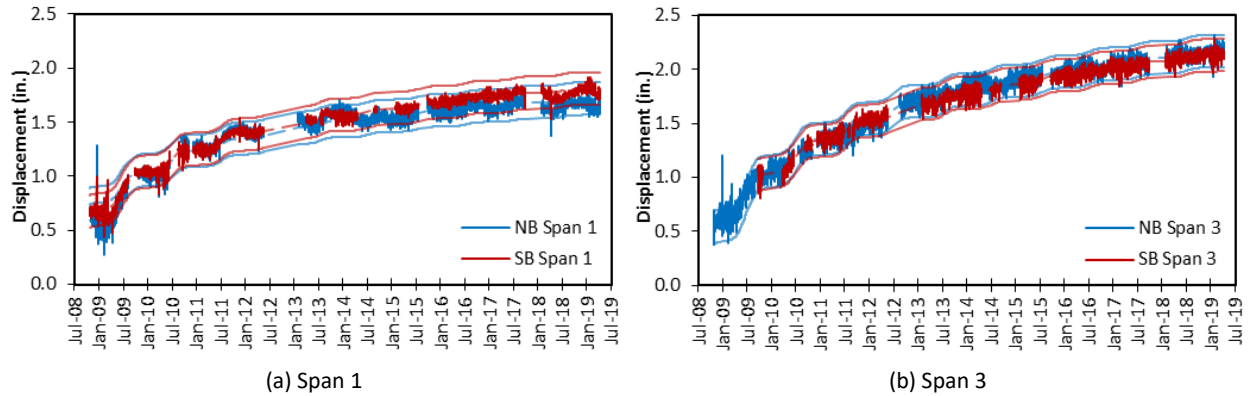 2.5
2.0
1.5
1.0
0.5
0.0
Displacement (in.)
NB Span 1
SB Span 1
Jul-08
Jan-09
Jul-09
Jan-10
Jul-10
Jan-11
Jul-11
Jan-12
Jul-12
Jan-13
Jul-13
Jan-14
Jul-14
Jan-15
Jul-15
Jan-16
Jul-16
Jan-17
Jul-17
Jan-18
Jul-18
Jan-19
Jul-19
(a) Span 1
2.5
2.0
1.5
1.0
0.5
0.0
Displacement (in.)
NB Span 3
SB Span 3
Jul-08
Jan-09
Jul-09
Jan-10
Jul-10
Jan-11
Jul-11
Jan-12
Jul-12
Jan-13
Jul-13
Jan-14
Jul-14
Jan-15
Jul-15
Jan-16
Jul-16
Jan-17
Jul-17
Jan-18
Jul-18
Jan-19
Jul-19
(b) Span 3